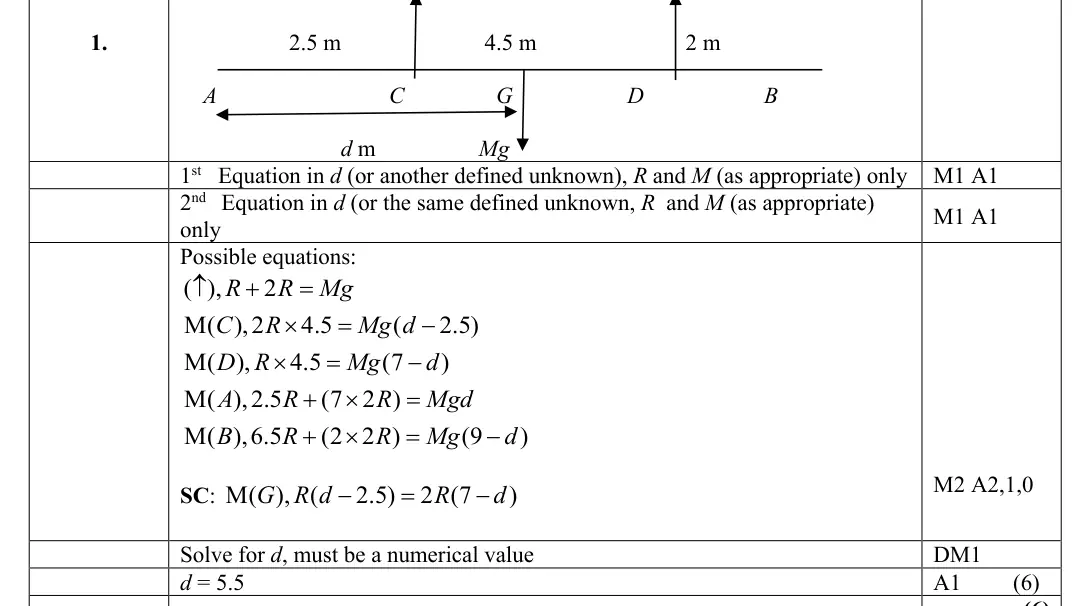 1.
2.5 m 4.5 m 2 m
A C G D B
d m Mg
1st Equation in d (or another defined unknown), R and M (as appropriate) only M1 A1
2nd Equation in d (or the same defined unknown, R and M (as appropriate)
only
M1 A1
Possible equations:
(↑), R + 2R = Mg
M(C), 2R × 4.5 = Mg(d − 2.5)
M(D), R × 4.5 = Mg(7 − d)
M(A), 2.5R + (7 × 2R) = Mgd
M(B), 6.5R + (2 × 2R) = Mg(9 − d)
SC: M(G), R(d − 2.5) = 2R(7 − d)
M2 A2,1,0
Solve for d, must be a numerical value DM1
d = 5.5 A1 (6)